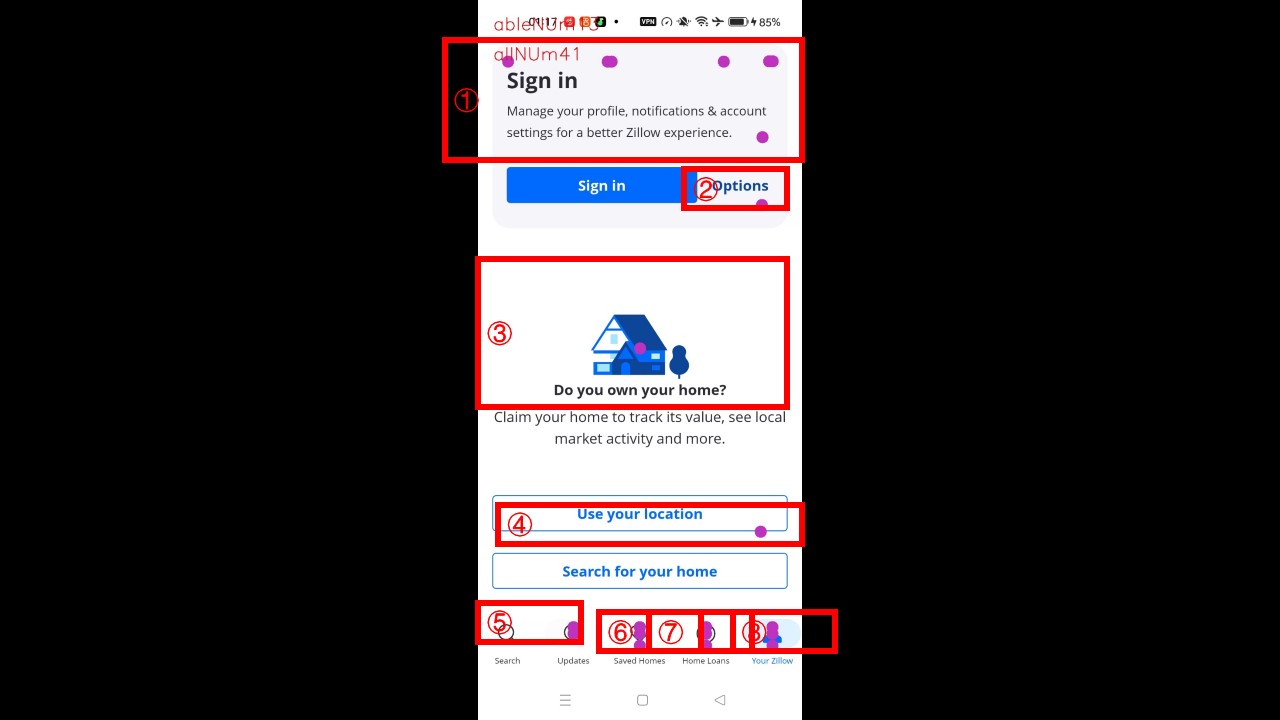 ableNUm13
01:17 VPN 85%
allNUm41
①
Sign in
Manage your profile, notifications & account
settings for a better Zillow experience.
Sign in ② Options
③
Do you own your home?
Claim your home to track its value, see local
market activity and more.
④ Use your location
Search for your home
⑤ ⑥ ⑦ ⑧
Search Updates Saved Homes Home Loans Your Zillow